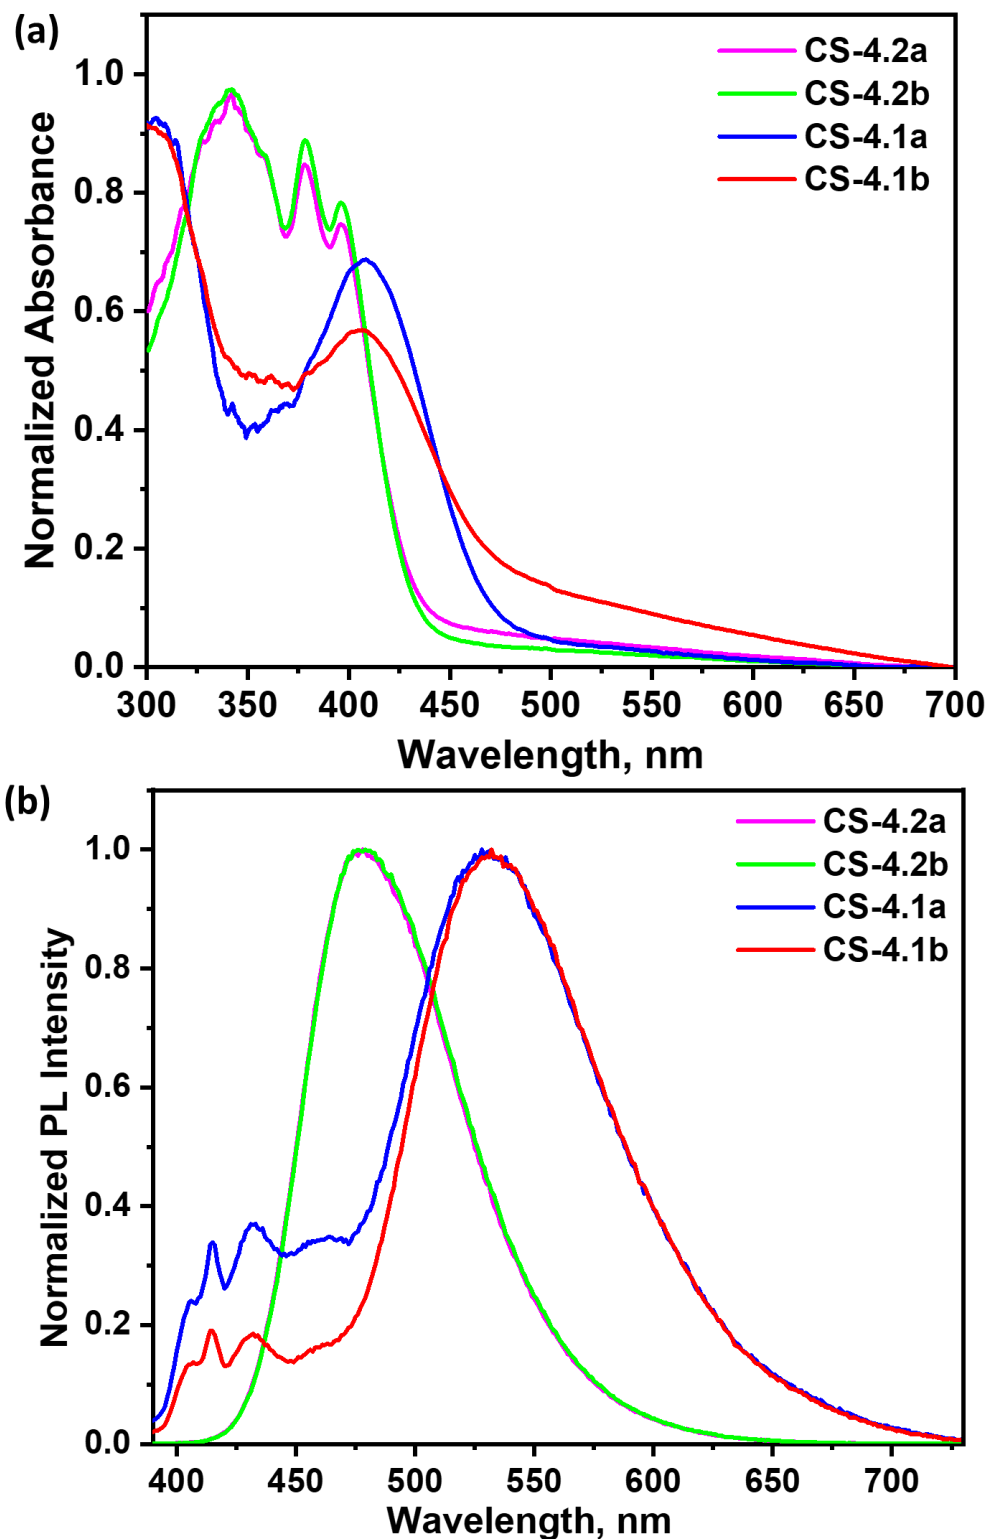 (a)
CS-4.2a
CS-4.2b
CS-4.1a
CS-4.1b
Normalized Absorbance
1.0
0.8
0.6
0.4
0.2
0.0
300 350 400 450 500 550 600 650 700
Wavelength, nm
(b)
CS-4.2a
CS-4.2b
CS-4.1a
CS-4.1b
Normalized PL Intensity
1.0
0.8
0.6
0.4
0.2
0.0
400 450 500 550 600 650 700
Wavelength, nm